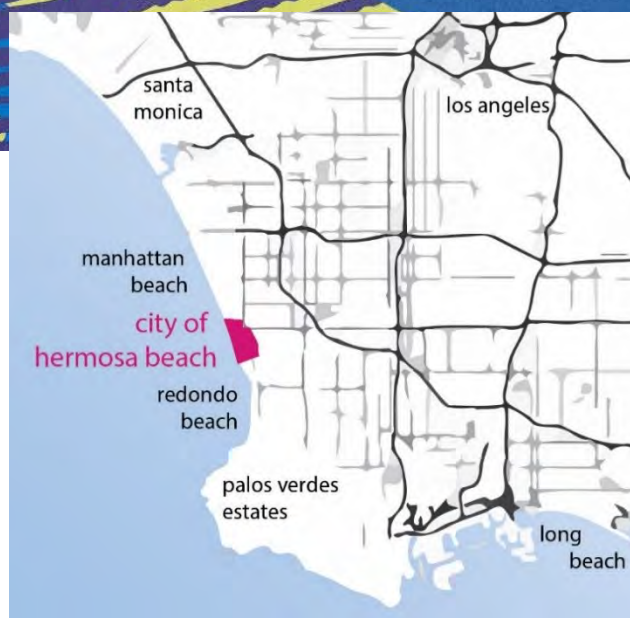 santa
monica
los angeles
manhattan
beach
city of
hermosa beach
redondo
beach
palos verdes
estates
long
beach